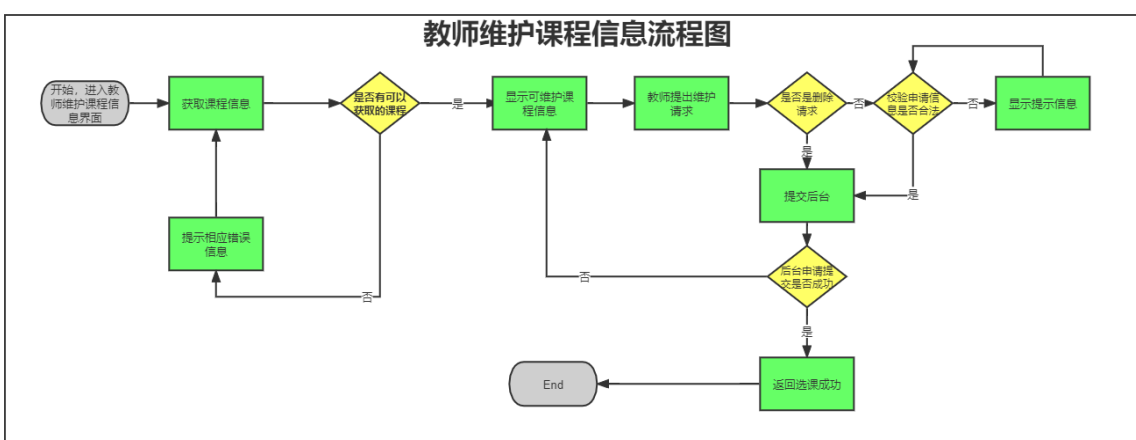 教师维护课程信息流程图
开始，进入教
师维护课程信
息界面
获取课程信息
是否有可以
获取的课程
是
显示可维护课
程信息
教师提出维护
请求
是否是删除
请求
否
校验申请信
息是否合法
否
显示提示信息
是
是
提交后台
提示相应错误
信息
否
否
后台申请提
交是否成功
是
返回选课成功
End